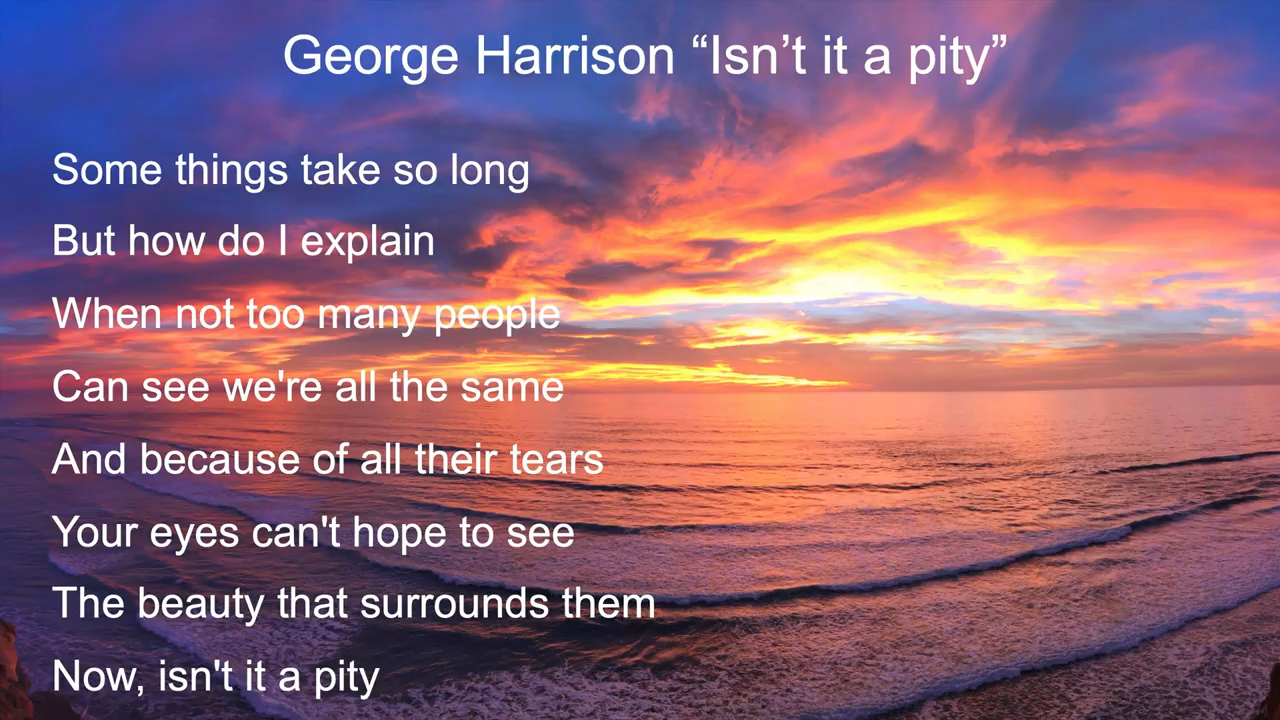 George Harrison “Isn’t it a pity”
Some things take so long
But how do I explain
When not too many people
Can see we're all the same
And because of all their tears
Your eyes can't hope to see
The beauty that surrounds them
Now, isn't it a pity